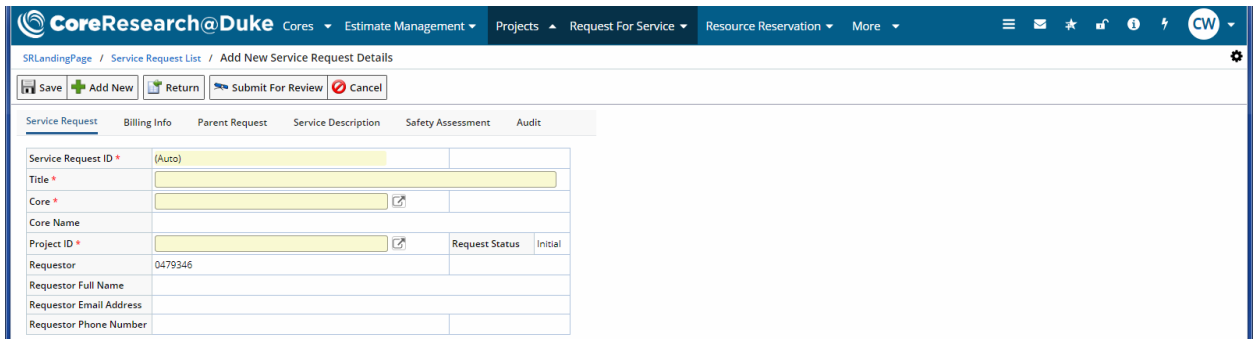 CoreResearch@Duke Cores Estimate Management Projects Request For Service Resource Reservation More CW
SRLandingPage / Service Request List / Add New Service Request Details
Save Add New Return Submit For Review Cancel
Service Request Billing Info Parent Request Service Description Safety Assessment Audit
Service Request ID * (Auto)
Title *
Core *
Core Name
Project ID * Request Status Initial
Requestor 0479346
Requestor Full Name
Requestor Email Address
Requestor Phone Number